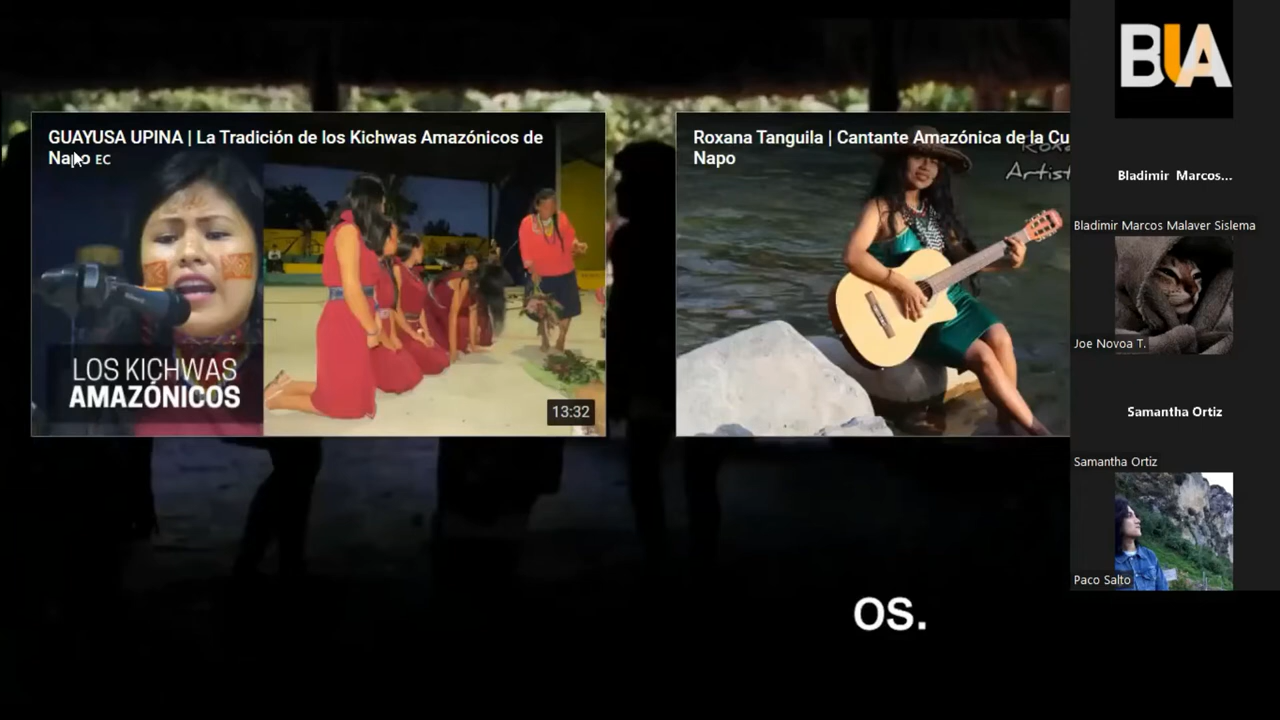 GUAYUSA UPINA | La Tradición de los Kichwas Amazónicos de
Napo EC
LOS KICHWAS
AMAZÓNICOS
13:32
Roxana Tanguila | Cantante Amazónica de la Cu
Napo
Artist
OS.
BUA
Bladimir Marcos...
Bladimir Marcos Malaver Sislema
Joe Novoa T.
Samantha Ortiz
Samantha Ortiz
Paco Salto